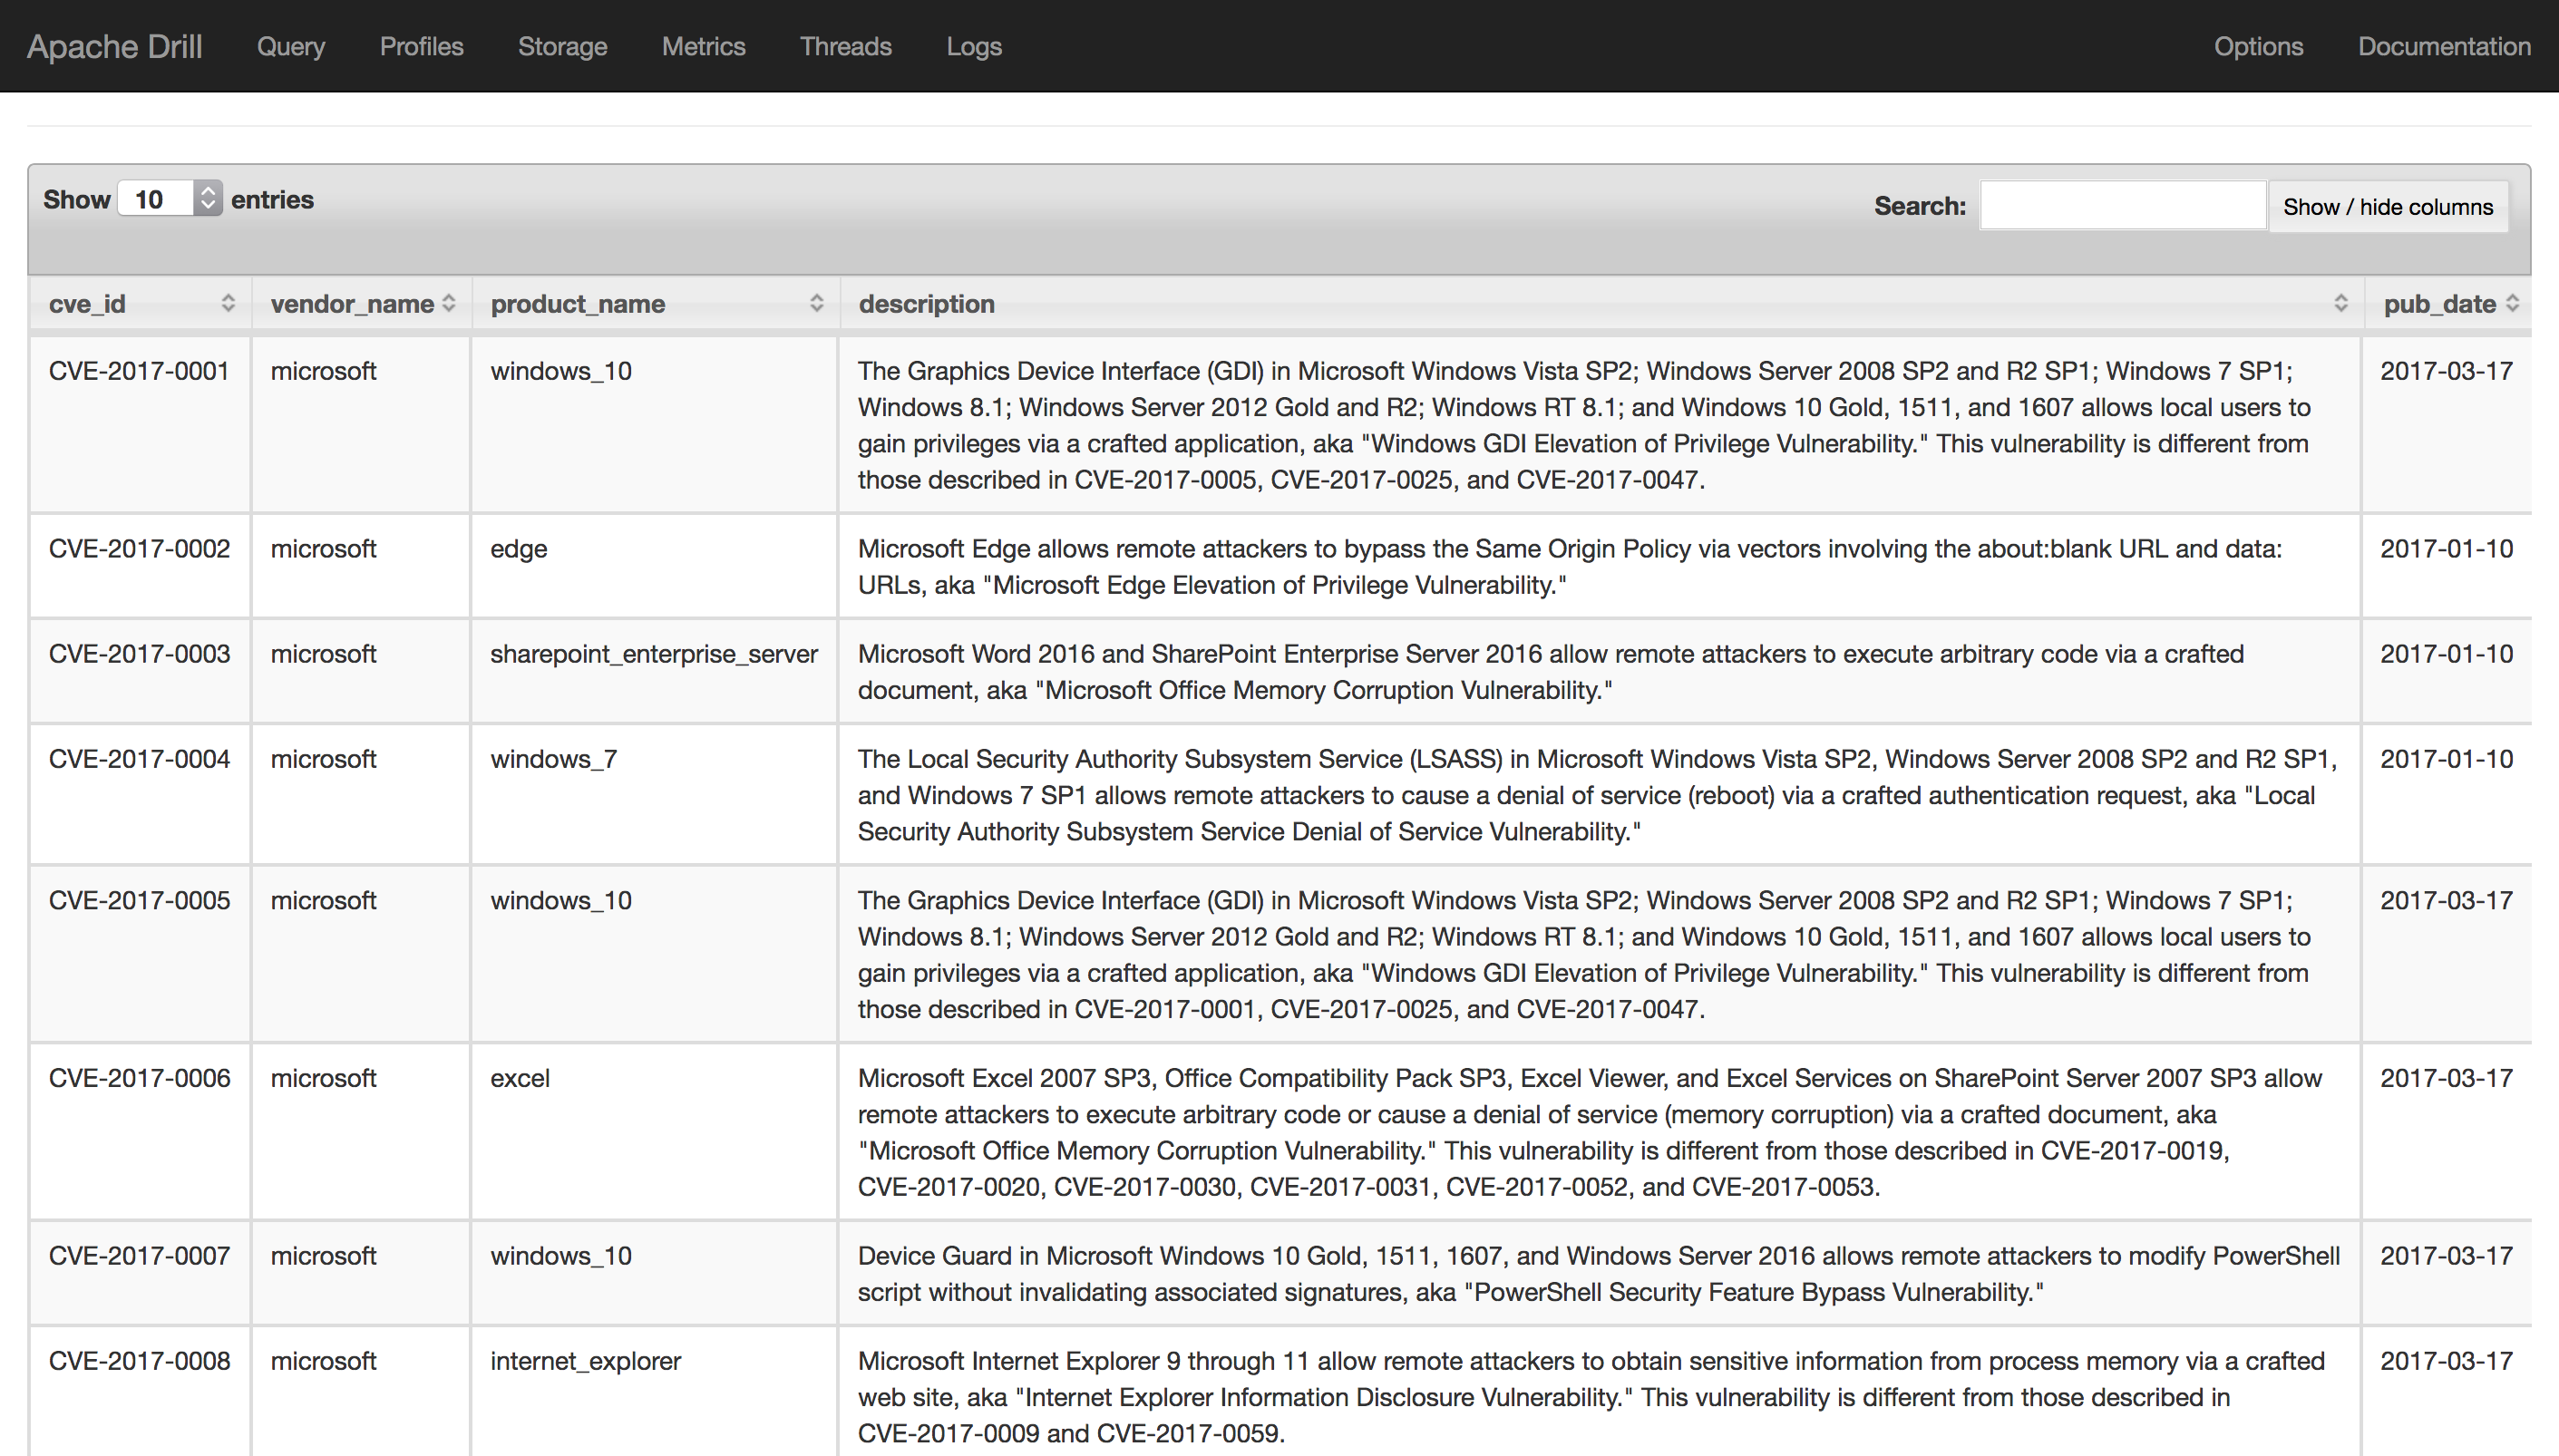 Apache Drill Query Profiles Storage Metrics Threads Logs Options Documentation
Show 10 entries Search: Show / hide columns
cve_id vendor_name product_name description pub_date
CVE-2017-0001 microsoft windows_10 The Graphics Device Interface (GDI) in Microsoft Windows Vista SP2; Windows Server 2008 SP2 and R2 SP1; Windows 7 SP1; 2017-03-17
Windows 8.1; Windows Server 2012 Gold and R2; Windows RT 8.1; and Windows 10 Gold, 1511, and 1607 allows local users to
gain privileges via a crafted application, aka "Windows GDI Elevation of Privilege Vulnerability." This vulnerability is different from
those described in CVE-2017-0005, CVE-2017-0025, and CVE-2017-0047.
CVE-2017-0002 microsoft edge Microsoft Edge allows remote attackers to bypass the Same Origin Policy via vectors involving the about:blank URL and data: 2017-01-10
URLs, aka "Microsoft Edge Elevation of Privilege Vulnerability."
CVE-2017-0003 microsoft sharepoint_enterprise_server Microsoft Word 2016 and SharePoint Enterprise Server 2016 allow remote attackers to execute arbitrary code via a crafted 2017-01-10
document, aka "Microsoft Office Memory Corruption Vulnerability."
CVE-2017-0004 microsoft windows_7 The Local Security Authority Subsystem Service (LSASS) in Microsoft Windows Vista SP2, Windows Server 2008 SP2 and R2 SP1, 2017-01-10
and Windows 7 SP1 allows remote attackers to cause a denial of service (reboot) via a crafted authentication request, aka "Local
Security Authority Subsystem Service Denial of Service Vulnerability."
CVE-2017-0005 microsoft windows_10 The Graphics Device Interface (GDI) in Microsoft Windows Vista SP2; Windows Server 2008 SP2 and R2 SP1; Windows 7 SP1; 2017-03-17
Windows 8.1; Windows Server 2012 Gold and R2; Windows RT 8.1; and Windows 10 Gold, 1511, and 1607 allows local users to
gain privileges via a crafted application, aka "Windows GDI Elevation of Privilege Vulnerability." This vulnerability is different from
those described in CVE-2017-0001, CVE-2017-0025, and CVE-2017-0047.
CVE-2017-0006 microsoft excel Microsoft Excel 2007 SP3, Office Compatibility Pack SP3, Excel Viewer, and Excel Services on SharePoint Server 2007 SP3 allow 2017-03-17
remote attackers to execute arbitrary code or cause a denial of service (memory corruption) via a crafted document, aka
"Microsoft Office Memory Corruption Vulnerability." This vulnerability is different from those described in CVE-2017-0019,
CVE-2017-0020, CVE-2017-0030, CVE-2017-0031, CVE-2017-0052, and CVE-2017-0053.
CVE-2017-0007 microsoft windows_10 Device Guard in Microsoft Windows 10 Gold, 1511, 1607, and Windows Server 2016 allows remote attackers to modify PowerShell 2017-03-17
script without invalidating associated signatures, aka "PowerShell Security Feature Bypass Vulnerability."
CVE-2017-0008 microsoft internet_explorer Microsoft Internet Explorer 9 through 11 allow remote attackers to obtain sensitive information from process memory via a crafted 2017-03-17
web site, aka "Internet Explorer Information Disclosure Vulnerability." This vulnerability is different from those described in
CVE-2017-0009 and CVE-2017-0059.